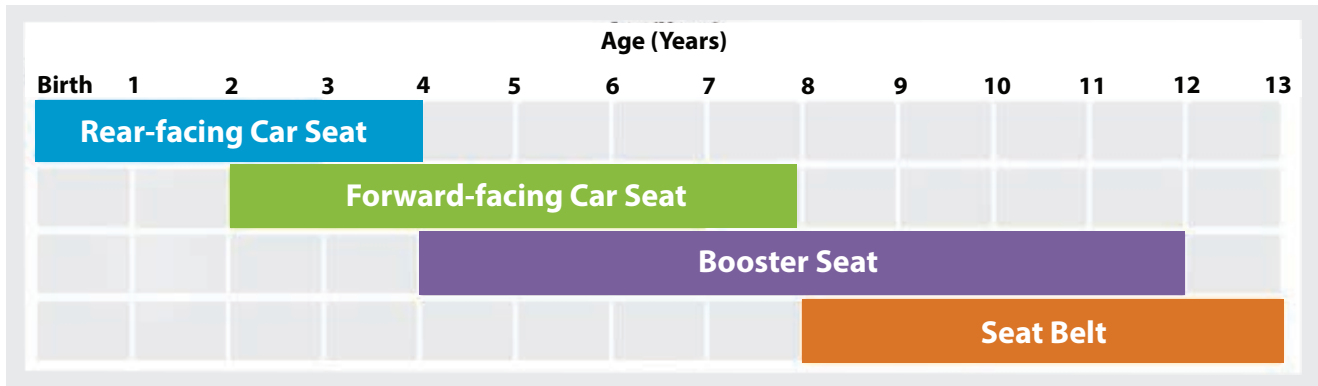 Age (Years)
Birth 1 2 3 4 5 6 7 8 9 10 11 12 13
Rear-facing Car Seat
Forward-facing Car Seat
Booster Seat
Seat Belt